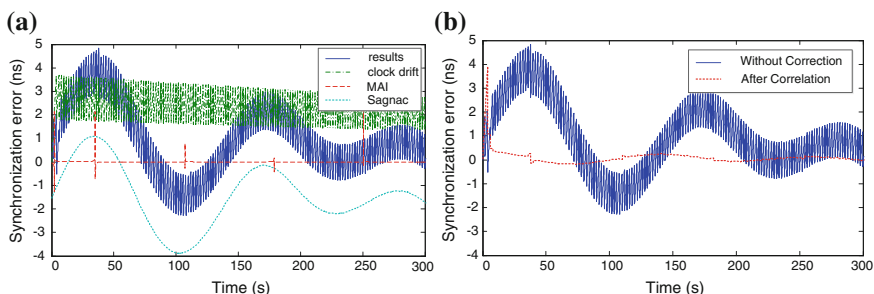 (a)
Synchronization error (ns)
5
4
3
2
1
0
-1
-2
-3
-4
0
50
100
150
200
250
300
Time (s)
results
clock drift
MAI
Sagnac
(b)
Synchronization error (ns)
5
4
3
2
1
0
-1
-2
-3
-4
0
50
100
150
200
250
300
Time (s)
Without Correction
After Correlation